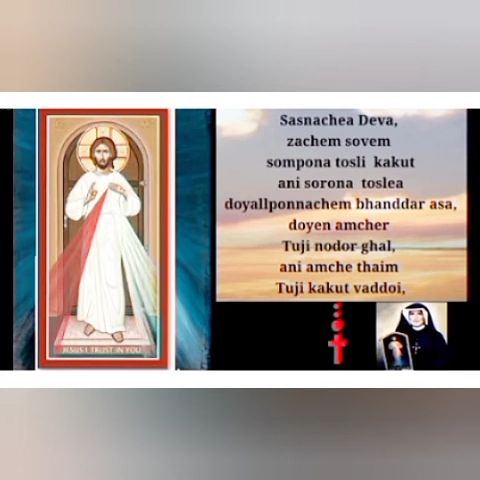 Sasnachea Deva,
zachem sovem
sompona tosli kakut
ani sorona toslea
doyallponnachem bhanddar asa,
doyen amcher
Tuji nodor ghal,
ani amche thaim
Tuji kakut vaddoi,
JESUS I TRUST IN YOU